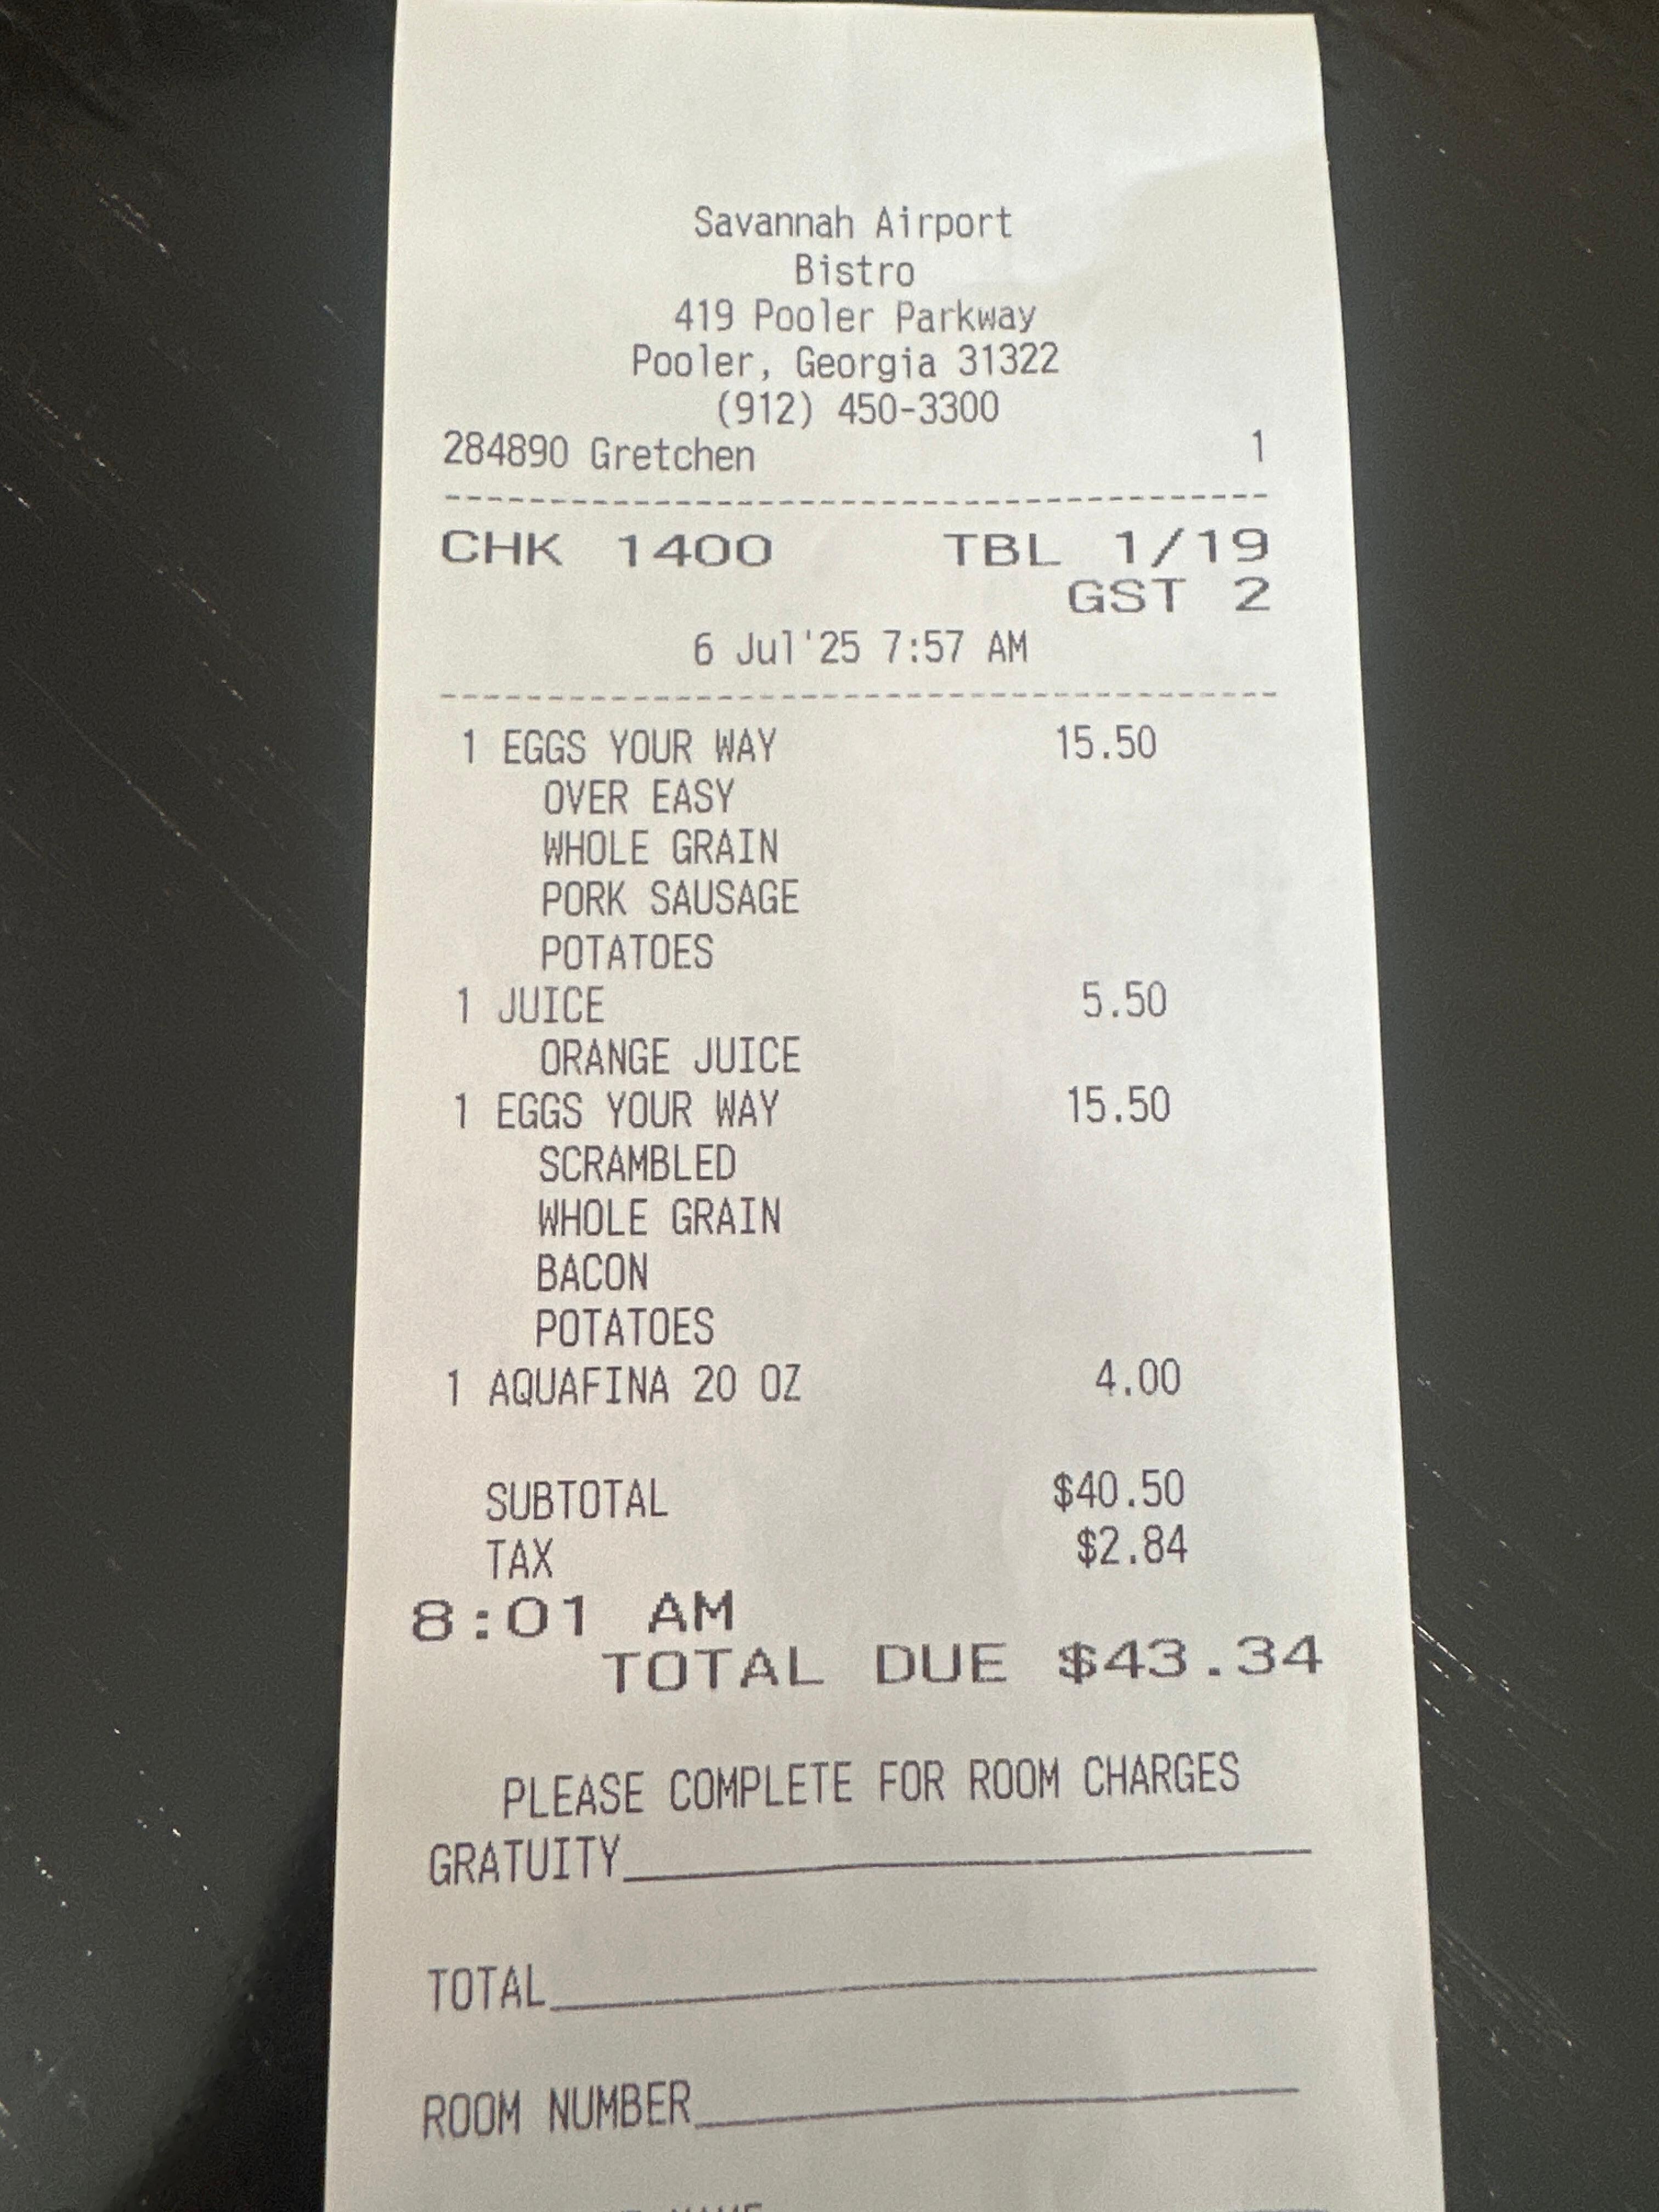 Savannah Airport
Bistro
419 Pooler Parkway
Pooler, Georgia 31322
(912) 450-3300
284890 Gretchen 1
----------------------------------------
CHK 1400 TBL 1/19
GST 2
6 Jul'25 7:57 AM
----------------------------------------
1 EGGS YOUR WAY 15.50
OVER EASY
WHOLE GRAIN
PORK SAUSAGE
POTATOES
1 JUICE 5.50
ORANGE JUICE
1 EGGS YOUR WAY 15.50
SCRAMBLED
WHOLE GRAIN
BACON
POTATOES
1 AQUAFINA 20 OZ 4.00
SUBTOTAL $40.50
TAX $2.84
8:01 AM
TOTAL DUE $43.34
PLEASE COMPLETE FOR ROOM CHARGES
GRATUITY____________________
TOTAL____________________
ROOM NUMBER____________________